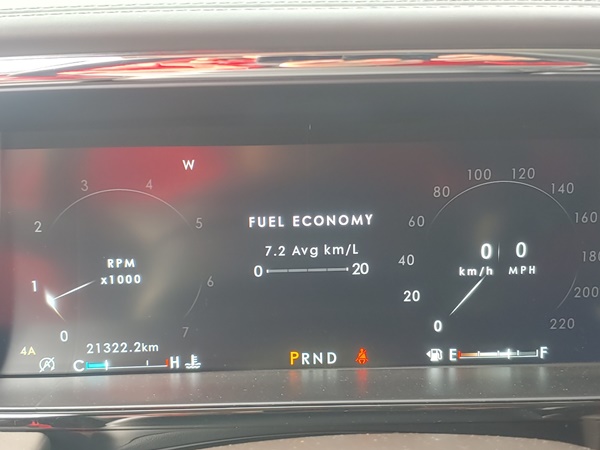 W
FUEL ECONOMY
7.2 Avg km/L
0 20
RPM
x1000
0 1 2 3 4 5 6 7
0 20 40 60 80 100 120 140 160 180 200 220
0 km/h 0 MPH
4A
21322.2km
C H
PRND
E F